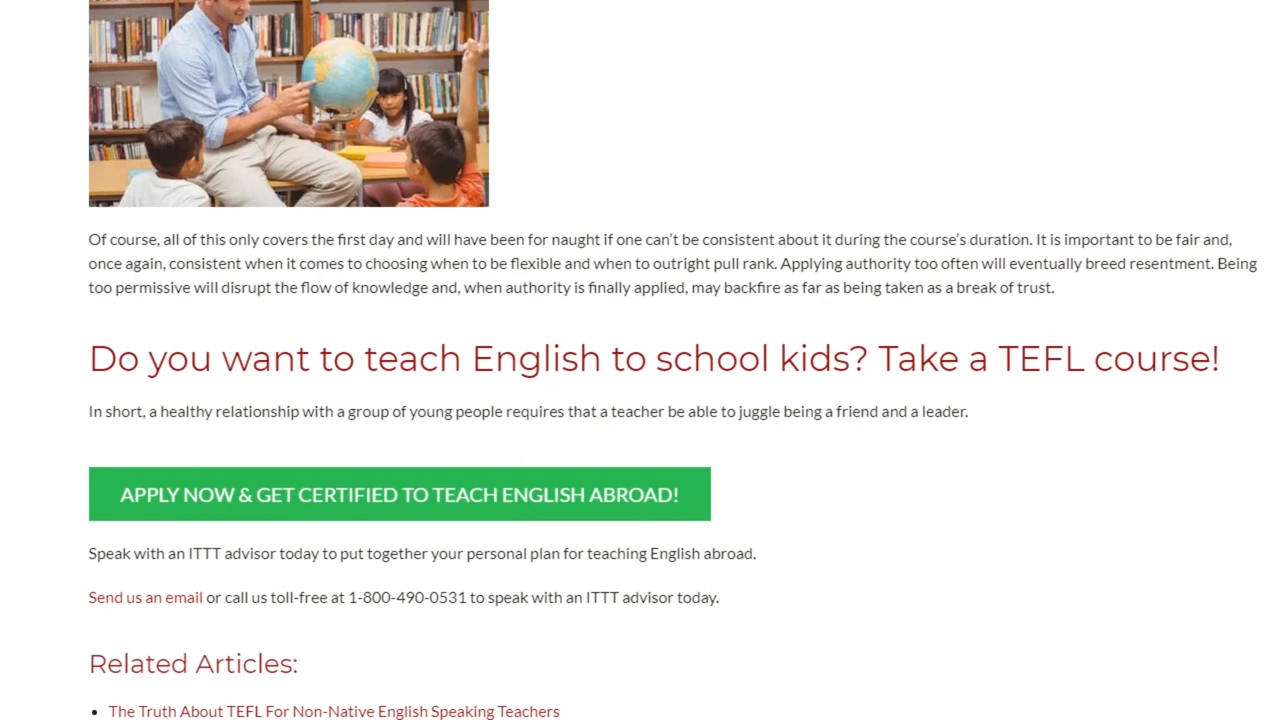 Of course, all of this only covers the first day and will have been for naught if one can't be consistent about it during the course's duration. It is important to be fair and,
once again, consistent when it comes to choosing when to be flexible and when to outright pull rank. Applying authority too often will eventually breed resentment. Being
too permissive will disrupt the flow of knowledge and, when authority is finally applied, may backfire as far as being taken as a break of trust.
Do you want to teach English to school kids? Take a TEFL course!
In short, a healthy relationship with a group of young people requires that a teacher be able to juggle being a friend and a leader.
APPLY NOW & GET CERTIFIED TO TEACH ENGLISH ABROAD!
Speak with an ITTT advisor today to put together your personal plan for teaching English abroad.
Send us an email or call us toll-free at 1-800-490-0531 to speak with an ITTT advisor today.
Related Articles:
• The Truth About TEFL For Non-Native English Speaking Teachers